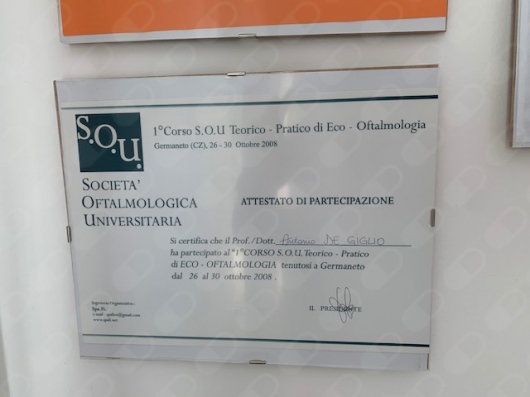 S.O.U.
1°Corso S.O.U Teorico - Pratico di Eco - Oftalmologia
Germaneto (CZ), 26 - 30 Ottobre 2008
SOCIETA'
OFTALMOLOGICA
UNIVERSITARIA
ATTESTATO DI PARTECIPAZIONE
Si certifica che il Prof./Dott. Antonio DE GIGLIO
ha partecipato al "1°CORSO S.O.U. Teorico - Pratico
di ECO - OFTALMOLOGIA tenutosi a Germaneto
dal 26 al 30 ottobre 2008.
Segreteria Organizzativa:
IL PRESIDENTE